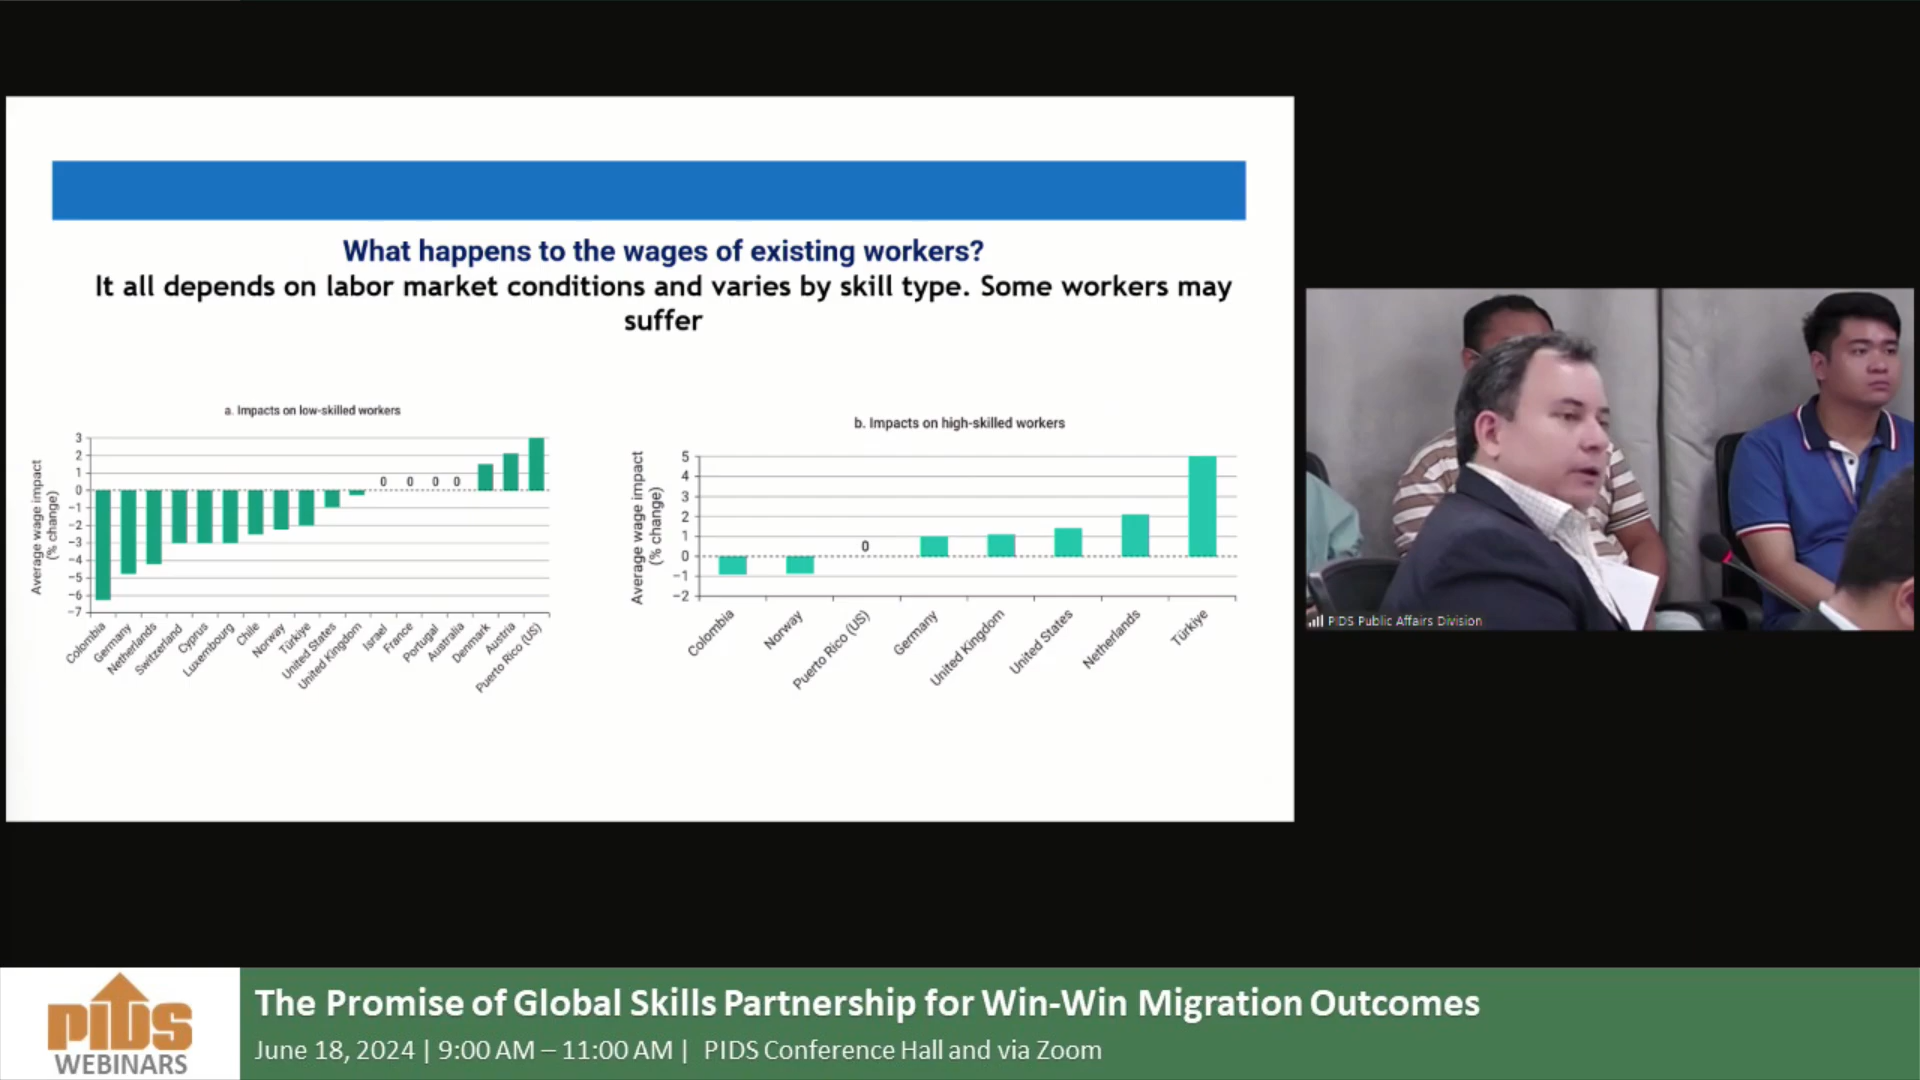 What happens to the wages of existing workers?
It all depends on labor market conditions and varies by skill type. Some workers may
suffer
a. Impacts on low-skilled workers
Average wage impact
(% change)
3
2
1
0
−1
−2
−3
−4
−5
−6
−7
0 0 0 0
Colombia
Germany
Netherlands
Switzerland
Cyprus
Luxembourg
Chile
Norway
Türkiye
United States
United Kingdom
Israel
France
Portugal
Australia
Denmark
Austria
Puerto Rico (US)
b. Impacts on high-skilled workers
Average wage impact
(% change)
5
4
3
2
1
0
−1
−2
0
Colombia
Norway
Puerto Rico (US)
Germany
United Kingdom
United States
Netherlands
Türkiye
PIDS Public Affairs Division
PIDS
WEBINARS
The Promise of Global Skills Partnership for Win-Win Migration Outcomes
June 18, 2024 | 9:00 AM – 11:00 AM | PIDS Conference Hall and via Zoom